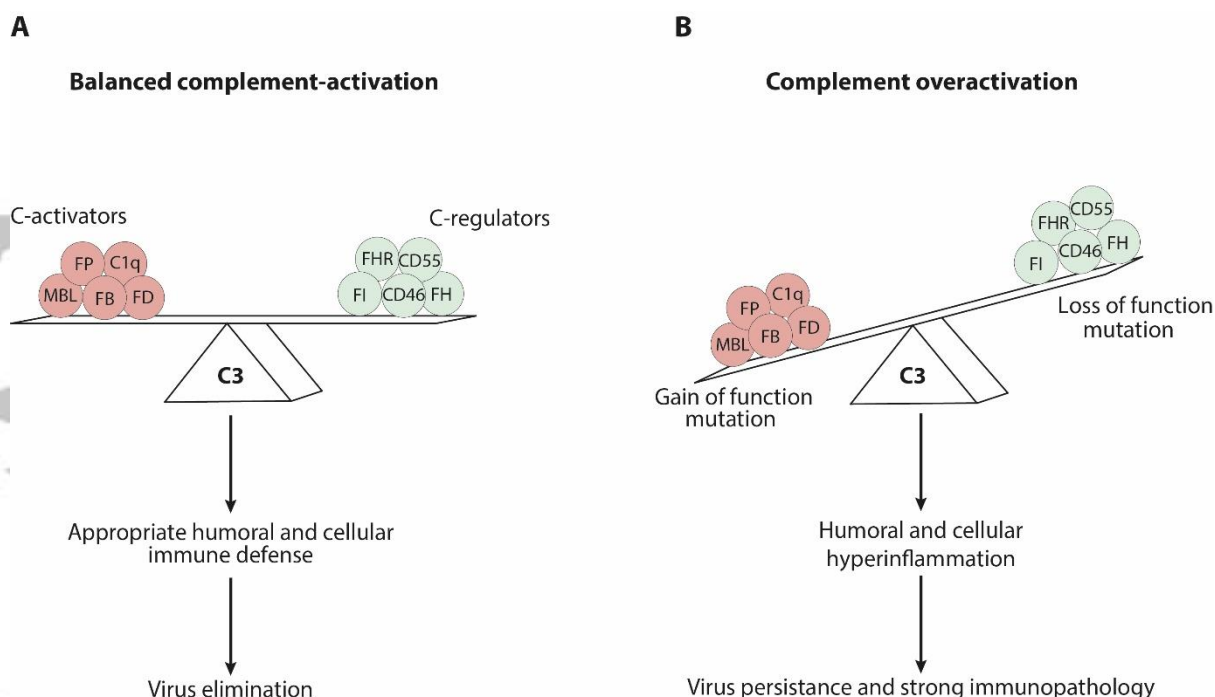 A
Balanced complement-activation
C-activators
C-regulators
FP
C1q
MBL
FB
FD
FHR
CD55
FI
CD46
FH
C3
Appropriate humoral and cellular
immune defense
Virus elimination
B
Complement overactivation
CD55
FHR
CD46
FH
FI
Loss of function
mutation
C1q
FP
FD
FB
MBL
Gain of function
mutation
C3
Humoral and cellular
hyperinflammation
Virus persistance and strong immunopathology